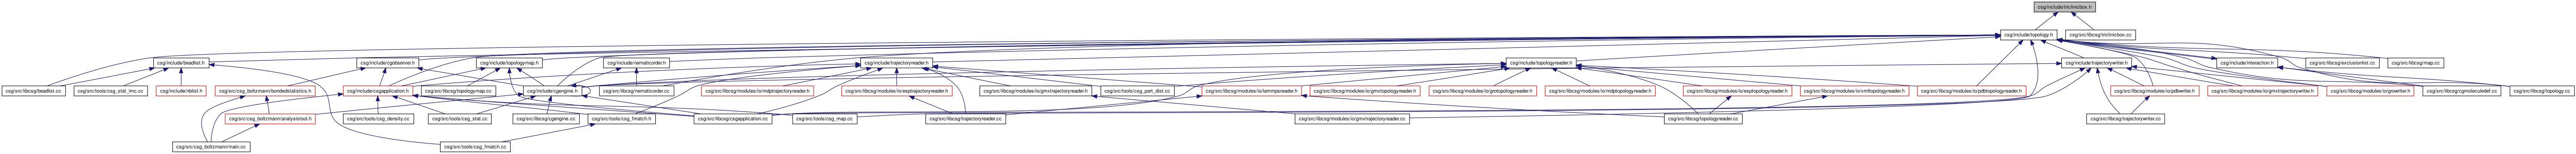 csg/include/triclinicbox.h
csg/include/topology.h
csg/src/libcsg/triclinicbox.cc
csg/include/beadlist.h
csg/include/cgobserver.h
csg/include/topologymap.h
csg/include/nematicorder.h
csg/include/trajectoryreader.h
csg/include/topologyreader.h
csg/include/trajectorywriter.h
csg/include/interaction.h
csg/src/libcsg/exclusionlist.cc
csg/src/libcsg/map.cc
csg/src/libcsg/beadlist.cc
csg/src/tools/csg_stat_imc.cc
csg/include/nblist.h
csg/src/csg_boltzmann/bondedstatistics.h
csg/include/csgapplication.h
csg/src/libcsg/topologymap.cc
csg/include/cgengine.h
csg/src/libcsg/nematicorder.cc
csg/src/libcsg/modules/io/mdptrajectoryreader.h
csg/src/libcsg/modules/io/esptrajectoryreader.h
csg/src/libcsg/modules/io/gmxtrajectoryreader.h
csg/src/tools/csg_part_dist.cc
csg/src/libcsg/modules/io/lammpsreader.h
csg/src/libcsg/modules/io/gmxtopologyreader.h
csg/src/libcsg/modules/io/grotopologyreader.h
csg/src/libcsg/modules/io/mdptopologyreader.h
csg/src/libcsg/modules/io/esptopologyreader.h
csg/src/libcsg/modules/io/xmltopologyreader.h
csg/src/libcsg/modules/io/pdbtopologyreader.h
csg/src/libcsg/modules/io/pdbwriter.h
csg/src/libcsg/modules/io/gmxtrajectorywriter.h
csg/src/libcsg/modules/io/growriter.h
csg/src/libcsg/cgmoleculedef.cc
csg/src/libcsg/topology.cc
csg/src/csg_boltzmann/analysistool.h
csg/src/tools/csg_density.cc
csg/src/tools/csg_stat.cc
csg/src/libcsg/cgengine.cc
csg/src/tools/csg_fmatch.h
csg/src/libcsg/csgapplication.cc
csg/src/tools/csg_map.cc
csg/src/libcsg/trajectoryreader.cc
csg/src/libcsg/modules/io/gmxtrajectoryreader.cc
csg/src/libcsg/topologyreader.cc
csg/src/libcsg/trajectorywriter.cc
csg/src/csg_boltzmann/main.cc
csg/src/tools/csg_fmatch.cc